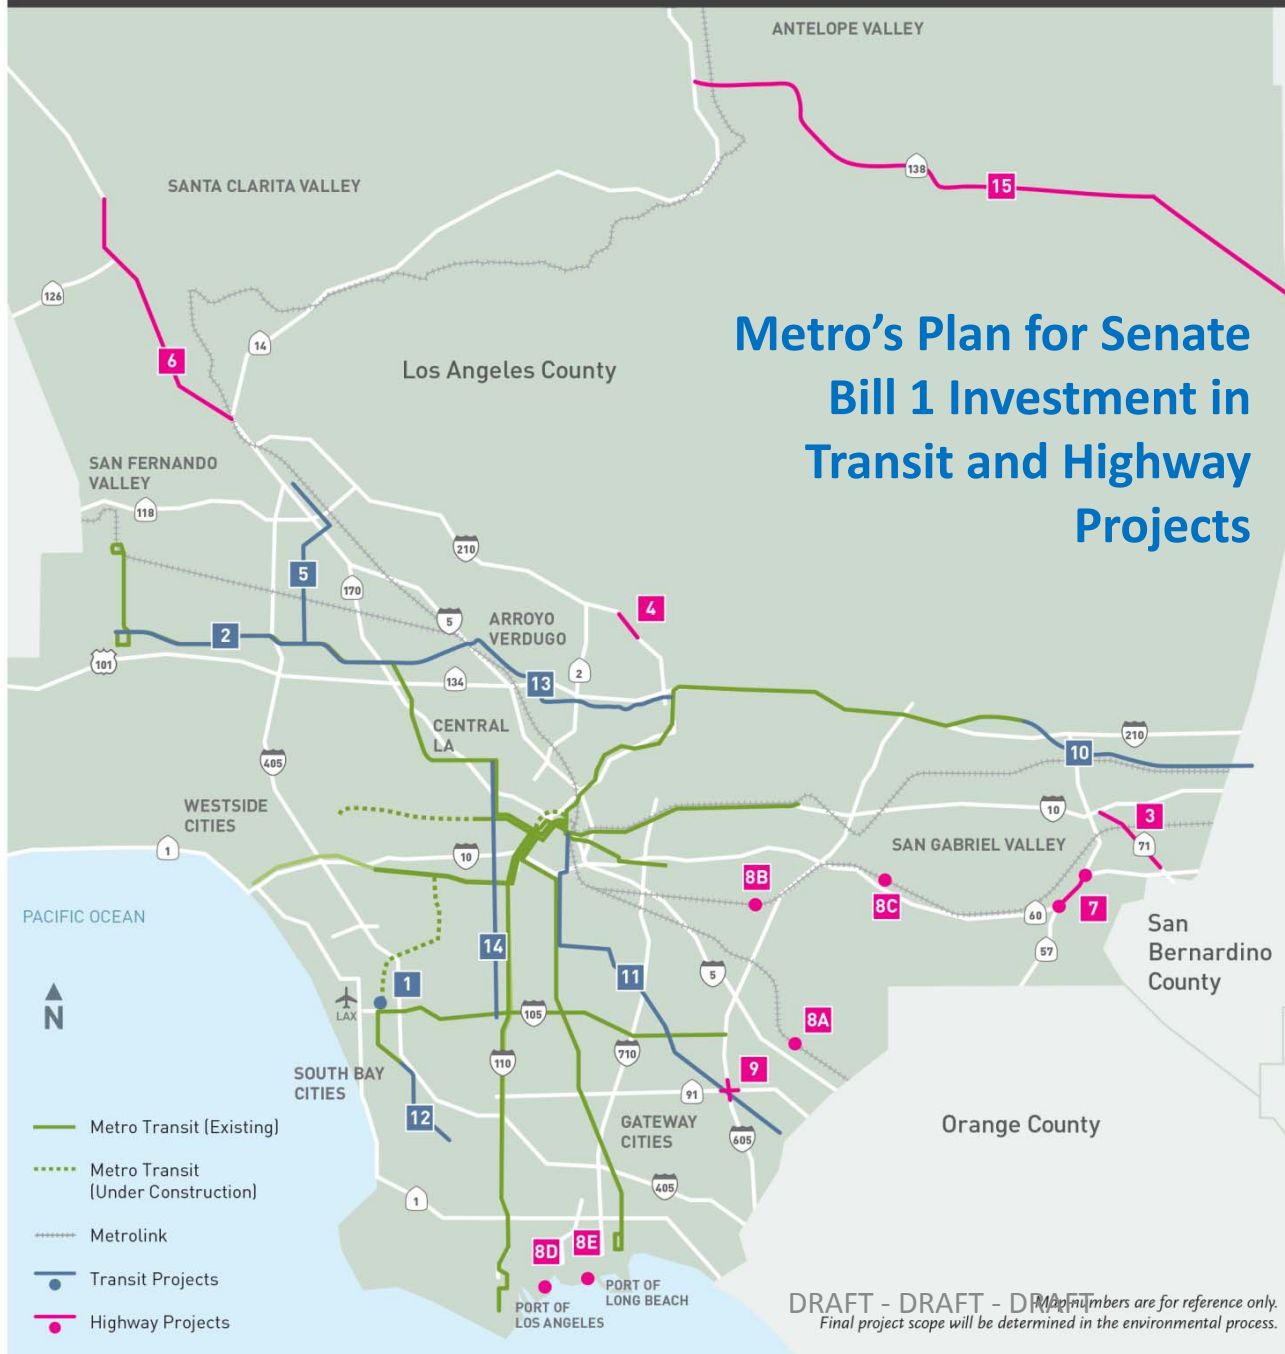 ANTELOPE VALLEY
138
15
SANTA CLARITA VALLEY
126
14
6
Los Angeles County
Metro’s Plan for Senate
Bill 1 Investment in
Transit and Highway
Projects
SAN FERNANDO
VALLEY
118
210
5
170
4
5
ARROYO
VERDUGO
2
101
134
13
2
CENTRAL
LA
210
10
405
WESTSIDE
CITIES
10
3
71
1
10
SAN GABRIEL VALLEY
8B
8C
60
7
57
PACIFIC OCEAN
San
Bernardino
County
14
11
5
1
LAX
N
105
8A
710
110
9
SOUTH BAY
CITIES
91
12
GATEWAY
CITIES
605
Orange County
405
1
8D
8E
PORT OF
LONG BEACH
PORT OF
LOS ANGELES
Metro Transit (Existing)
Metro Transit
(Under Construction)
Metrolink
Transit Projects
Highway Projects
DRAFT - DRAFT - DRAFT
Map numbers are for reference only.
Final project scope will be determined in the environmental process.